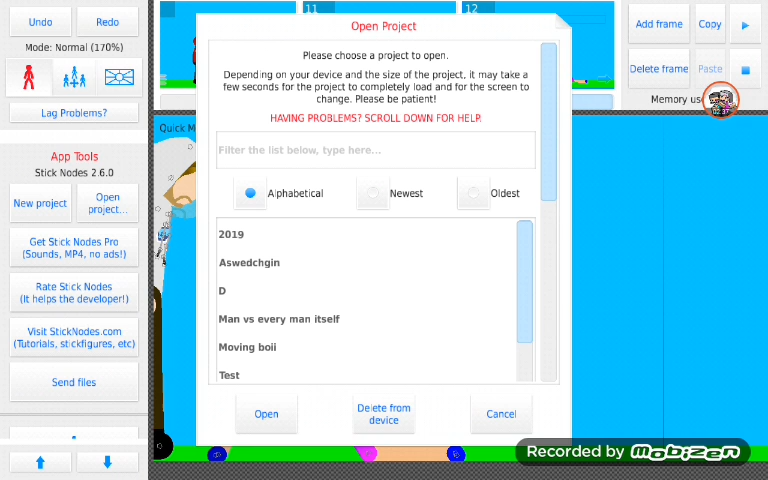 Undo
Redo
Mode: Normal (170%)
Lag Problems?
App Tools
Stick Nodes 2.6.0
New project
Open
project...
Get Stick Nodes Pro
(Sounds, MP4, no ads!)
Rate Stick Nodes
(It helps the developer!)
Visit StickNodes.com
(Tutorials, stickfigures, etc)
Send files
11
12
Quick M
Open Project
Please choose a project to open.
Depending on your device and the size of the project, it may take a
few seconds for the project to completely load and for the screen to
change. Please be patient!
HAVING PROBLEMS? SCROLL DOWN FOR HELP.
Filter the list below, type here...
Alphabetical
Newest
Oldest
2019
Aswedchgin
D
Man vs every man itself
Moving boii
Test
Open
Delete from
device
Cancel
Add frame
Copy
Delete frame
Paste
Memory us
02:37
Recorded by Mobizen